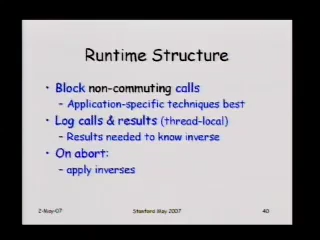 Runtime Structure
• Block non-commuting calls
– Application-specific techniques best
• Log calls & results (thread-local)
– Results needed to know inverse
• On abort:
– apply inverses
2-May-07 Stanford May 2007 40